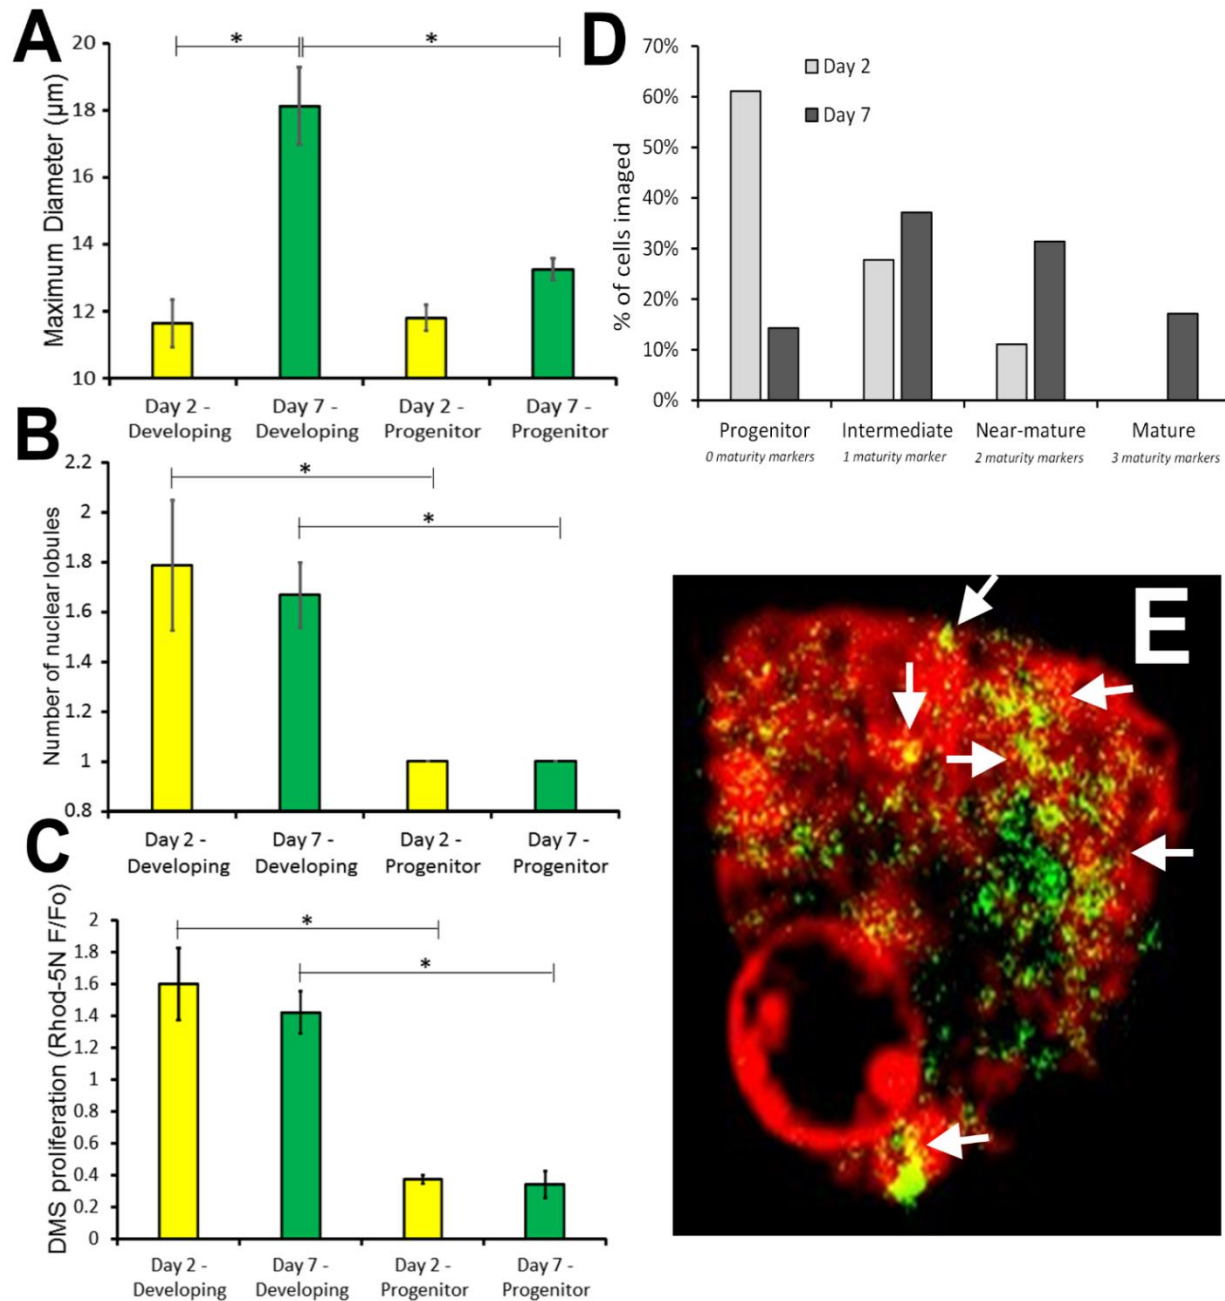 A
Maximum Diameter (µm)
20
18
16
14
12
10
*
*
Day 2 -
Developing
Day 7 -
Developing
Day 2 -
Progenitor
Day 7 -
Progenitor
B
Number of nuclear lobules
2.2
2
1.8
1.6
1.4
1.2
1
0.8
*
*
Day 2 -
Developing
Day 7 -
Developing
Day 2 -
Progenitor
Day 7 -
Progenitor
C
DMS proliferation (Rhod-5N F/Fo)
2
1.8
1.6
1.4
1.2
1
0.8
0.6
0.4
0.2
0
*
*
Day 2 -
Developing
Day 7 -
Developing
Day 2 -
Progenitor
Day 7 -
Progenitor
D
% of cells imaged
70%
60%
50%
40%
30%
20%
10%
0%
Day 2
Day 7
Progenitor
0 maturity markers
Intermediate
1 maturity marker
Near-mature
2 maturity markers
Mature
3 maturity markers
E